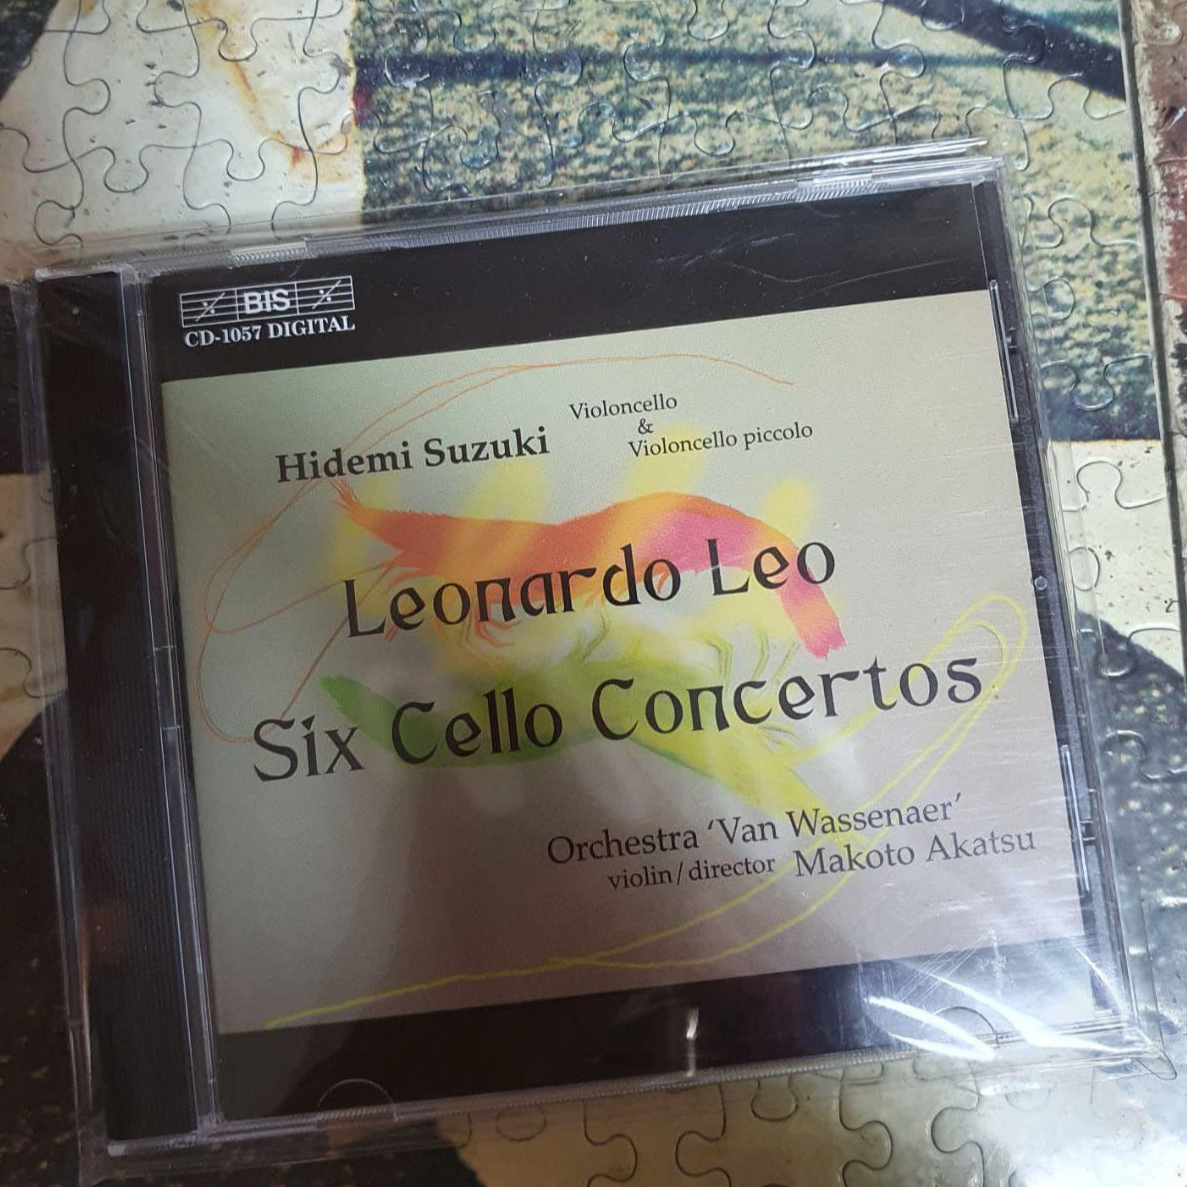 BIS
CD-1057 DIGITAL
Hidemi Suzuki
Violoncello
&
Violoncello piccolo
Leonardo Leo
Six Cello Concertos
Orchestra ‘Van Wassenaer’
violin/director Makoto Akatsu